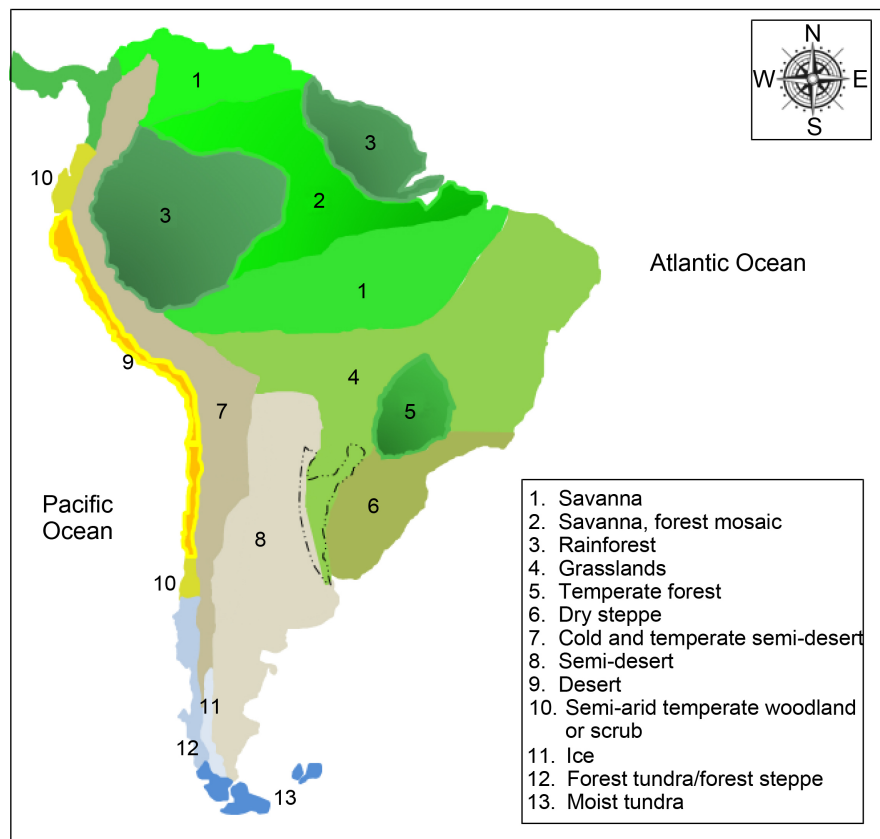 N
W E
S
1
3
10
3
2
Atlantic Ocean
1
9
4
7
5
Pacific
Ocean
6
8
10
11
12
13
1. Savanna
2. Savanna, forest mosaic
3. Rainforest
4. Grasslands
5. Temperate forest
6. Dry steppe
7. Cold and temperate semi-desert
8. Semi-desert
9. Desert
10. Semi-arid temperate woodland
or scrub
11. Ice
12. Forest tundra/forest steppe
13. Moist tundra